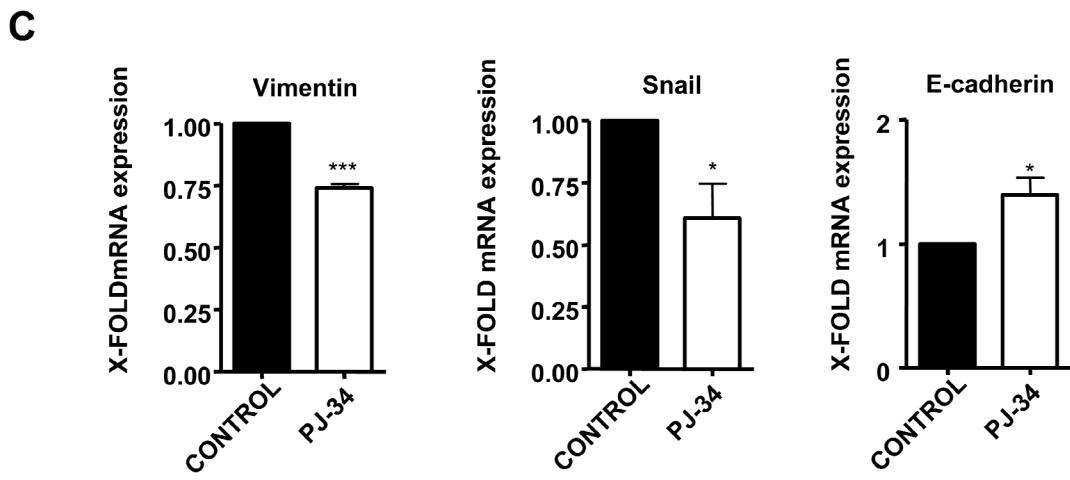 C
Vimentin
X-FOLDmRNA expression
1.00
***
0.75
0.50
0.25
0.00
CONTROL
PJ-34
Snail
X-FOLD mRNA expression
1.00
*
0.75
0.50
0.25
0.00
CONTROL
PJ-34
E-cadherin
X-FOLD mRNA expression
2
*
1
0
CONTROL
PJ-34